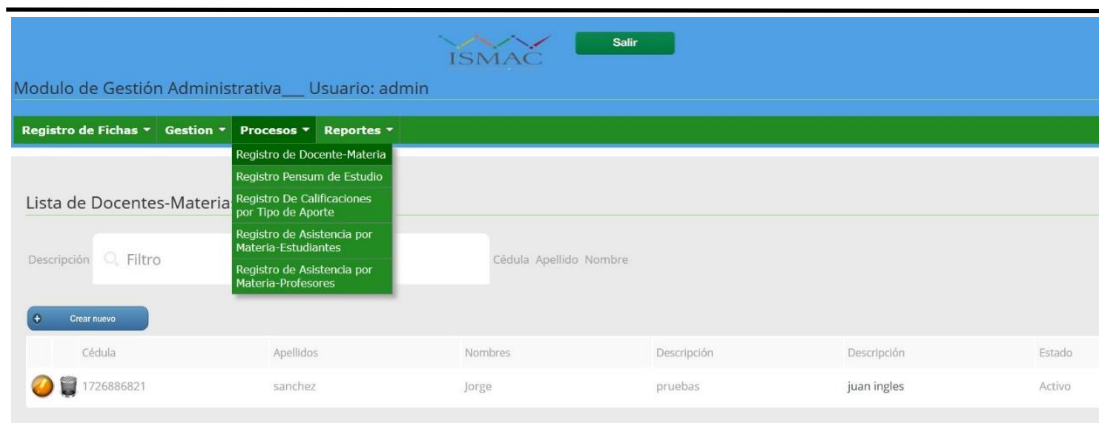 ISMAC
Salir
Modulo de Gestión Administrativa___ Usuario: admin
Registro de Fichas Gestion Procesos Reportes
Registro de Docente-Materia
Registro Pensum de Estudio
Registro De Calificaciones
por Tipo de Aporte
Registro de Asistencia por
Materia-Estudiantes
Registro de Asistencia por
Materia-Profesores
Lista de Docentes-Materia
Descripción Filtro Cédula Apellido Nombre
Crear nuevo
Cédula Apellidos Nombres Descripción Descripción Estado
1726886821 sanchez Jorge pruebas juan ingles Activo